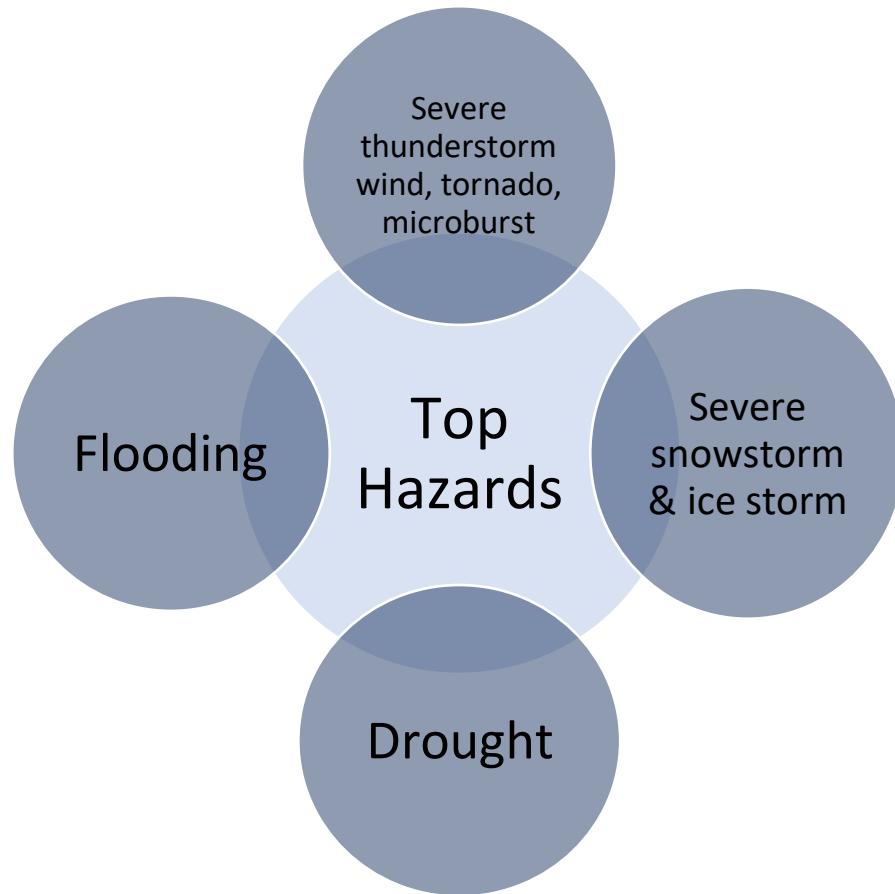 Severe
thunderstorm
wind, tornado,
microburst
Flooding
Top
Hazards
Severe
snowstorm
& ice storm
Drought